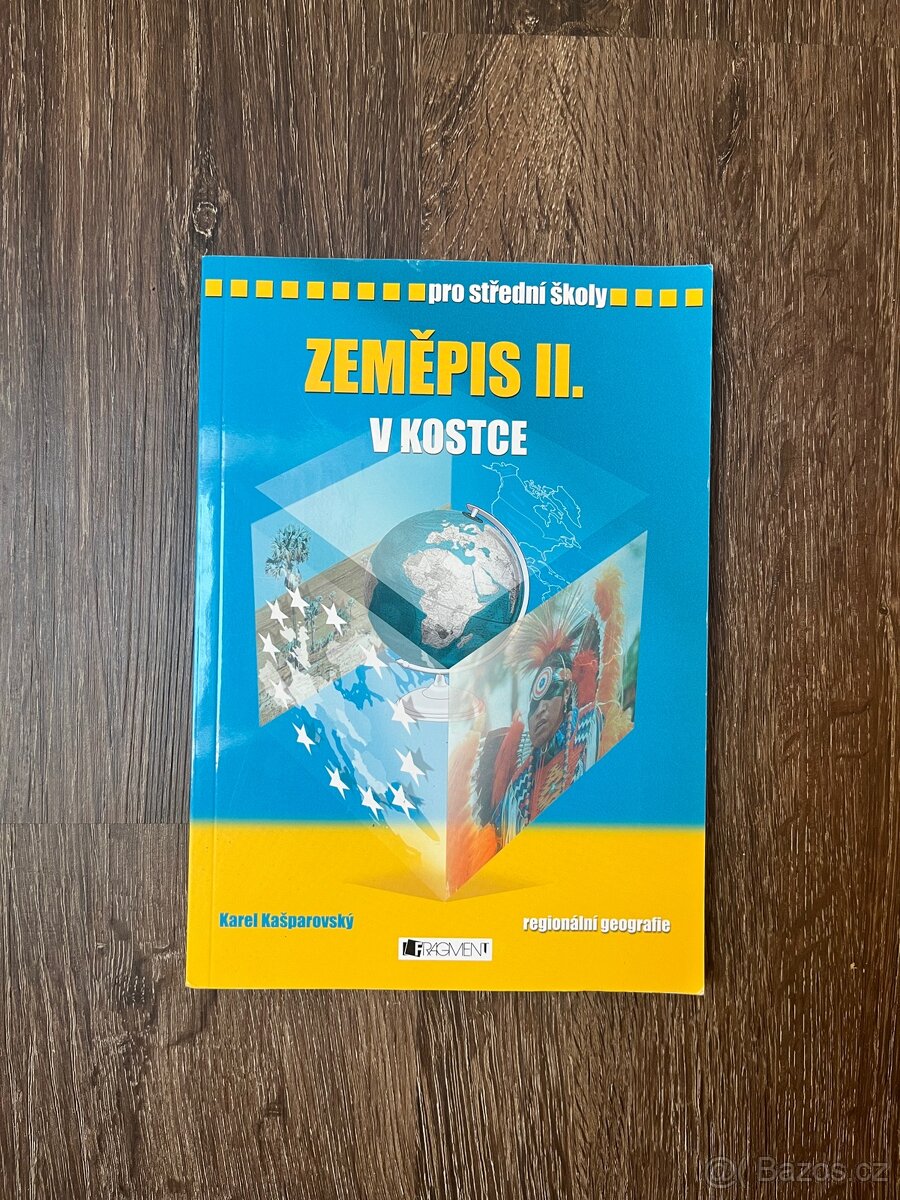 pro střední školy
ZEMĚPIS II.
V KOSTCE
Karel Kašparovský
regionální geografie
FRAGMENT
@ Bazos.cz